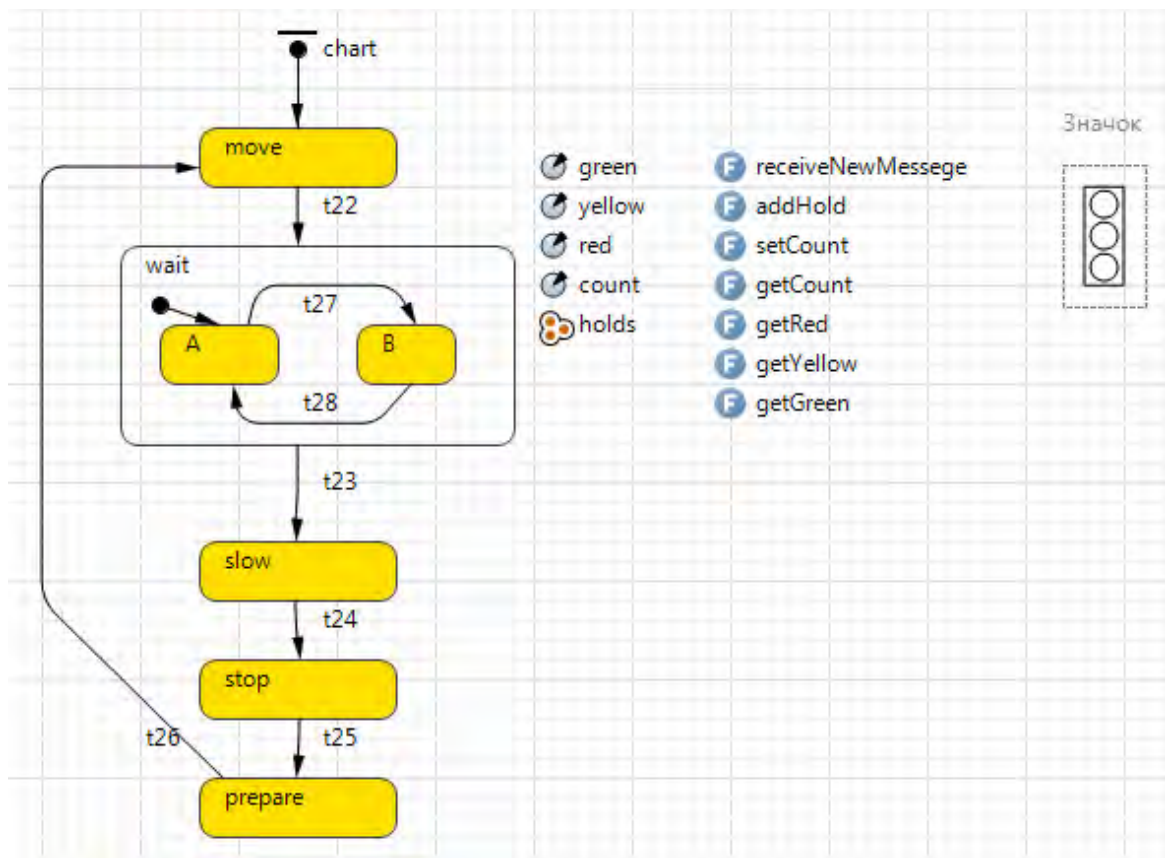 chart
move
t22
wait
t27
A
B
t28
t23
slow
t24
stop
t26
t25
prepare
green
yellow
red
count
holds
F receiveNewMessege
F addHold
F setCount
F getCount
F getRed
F getYellow
F getGreen
Значок